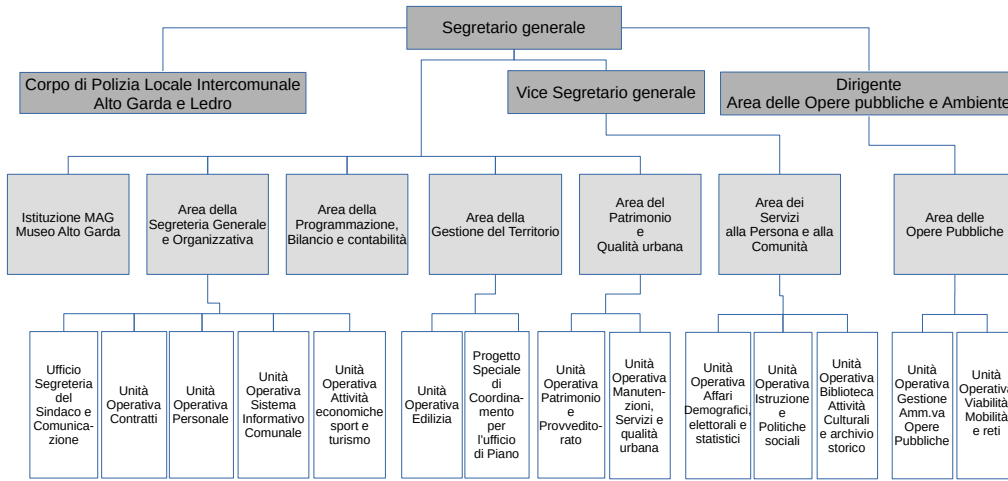 Segretario generale
Corpo di Polizia Locale Intercomunale
Alto Garda e Ledro
Vice Segretario generale
Dirigente
Area delle Opere pubbliche e Ambiente
Istituzione MAG
Museo Alto Garda
Area della
Segreteria Generale
e Organizzativa
Area della
Programmazione,
Bilancio e contabilità
Area della
Gestione del Territorio
Area del
Patrimonio
e
Qualità urbana
Area dei
Servizi
alla Persona e alla
Comunità
Area delle
Opere Pubbliche
Ufficio
Segreteria
del
Sindaco e
Comunica-
zione
Unità
Operativa
Contratti
Unità
Operativa
Personale
Unità
Operativa
Sistema
Informativo
Comunale
Unità
Operativa
Attività
economiche
sport e
turismo
Unità
Operativa
Edilizia
Progetto
Speciale
di
Coordina-
mento
per
l'ufficio
di Piano
Unità
Operativa
Patrimonio
e
Provvedito-
rato
Unità
Operativa
Manuten-
zioni,
Servizi e
qualità
urbana
Unità
Operativa
Affari
Demografici,
elettorali e
statistici
Unità
Operativa
Istruzione
e
Politiche
sociali
Unità
Operativa
Biblioteca
Attività
Culturali
e archivio
storico
Unità
Operativa
Gestione
Amm.va
Opere
Pubbliche
Unità
Operativa
Viabilità
Mobilità
e reti